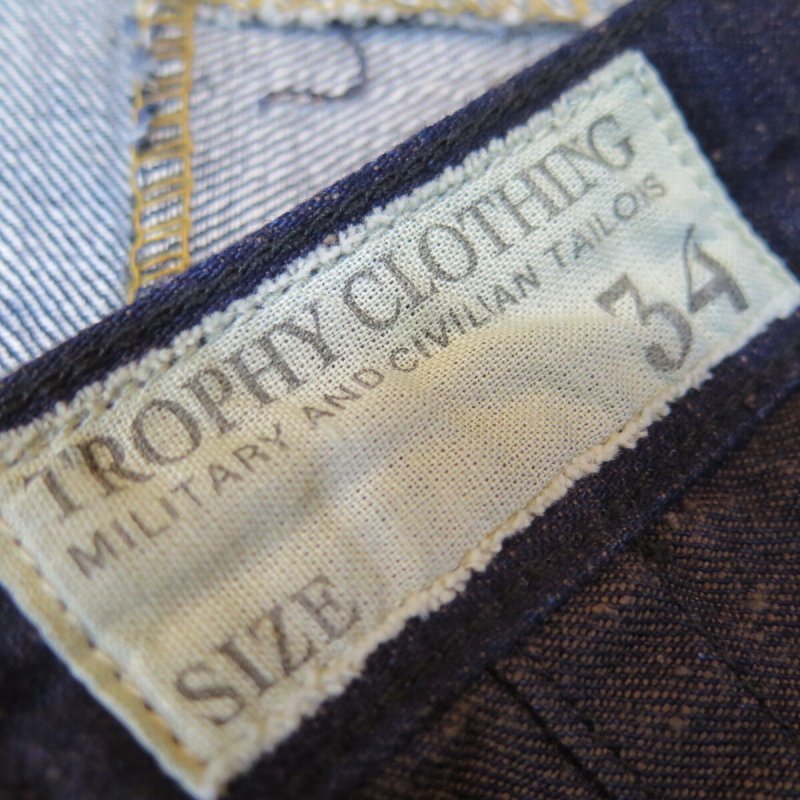 TROPHY CLOTHING
MILITARY AND CIVILIAN TAILOIS
SIZE 34